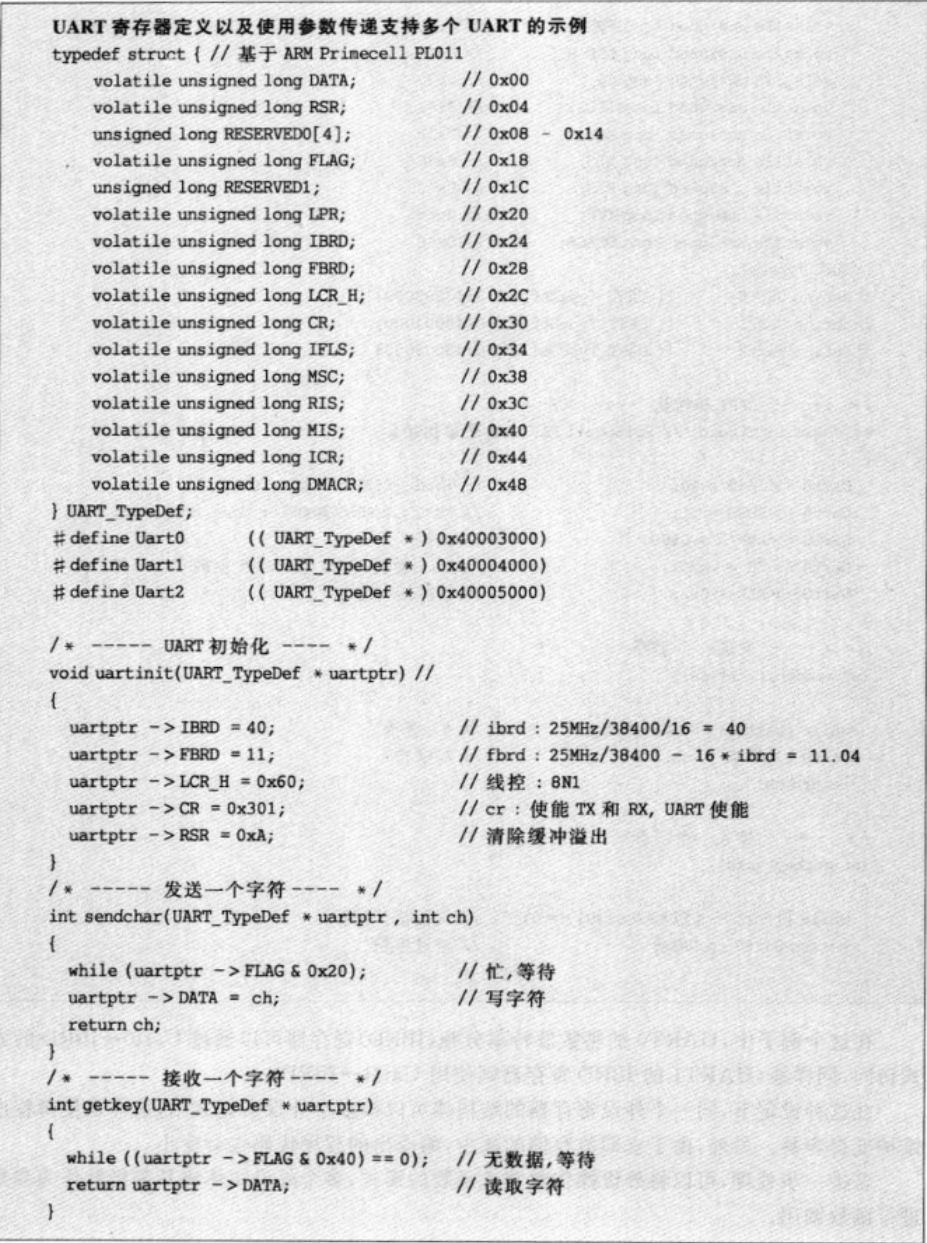 UART 寄存器定义以及使用参数传递支持多个 UART 的示例
typedef struct { // 基于 ARM Primecell PL011
    volatile unsigned long DATA;    // 0x00
    volatile unsigned long RSR;    // 0x04
    unsigned long RESERVED0[4];    // 0x08 - 0x14
    volatile unsigned long FLAG;    // 0x18
    unsigned long RESERVED1;    // 0x1C
    volatile unsigned long LPR;    // 0x20
    volatile unsigned long IBRD;    // 0x24
    volatile unsigned long FBRD;    // 0x28
    volatile unsigned long LCR_H;    // 0x2C
    volatile unsigned long CR;    // 0x30
    volatile unsigned long IFLS;    // 0x34
    volatile unsigned long MSC;    // 0x38
    volatile unsigned long RIS;    // 0x3C
    volatile unsigned long MIS;    // 0x40
    volatile unsigned long ICR;    // 0x44
    volatile unsigned long DMACR;    // 0x48
} UART_TypeDef;
# define Uart0    (( UART_TypeDef * ) 0x40003000)
# define Uart1    (( UART_TypeDef * ) 0x40004000)
# define Uart2    (( UART_TypeDef * ) 0x40005000)
/* ----- UART 初始化 ---- */
void uartinit(UART_TypeDef * uartptr) //
{
  uartptr -> IBRD = 40;    // ibrd : 25MHz/38400/16 = 40
  uartptr -> FBRD = 11;    // fbrd : 25MHz/38400 - 16 * ibrd = 11.04
  uartptr -> LCR_H = 0x60;    // 线控 : 8N1
  uartptr -> CR = 0x301;    // cr : 使能 TX 和 RX, UART 使能
  uartptr -> RSR = 0xA;    // 清除缓冲溢出
}
/* ----- 发送一个字符 ---- */
int sendchar(UART_TypeDef * uartptr , int ch)
{
  while (uartptr -> FLAG & 0x20);    // 忙,等待
  uartptr -> DATA = ch;    // 写字符
  return ch;
}
/* ------ 接收一个字符 ----- */
int getkey(UART_TypeDef * uartptr)
{
  while ((uartptr -> FLAG & 0x40) == 0);    // 无数据,等待
  return uartptr -> DATA;    // 读取字符
}